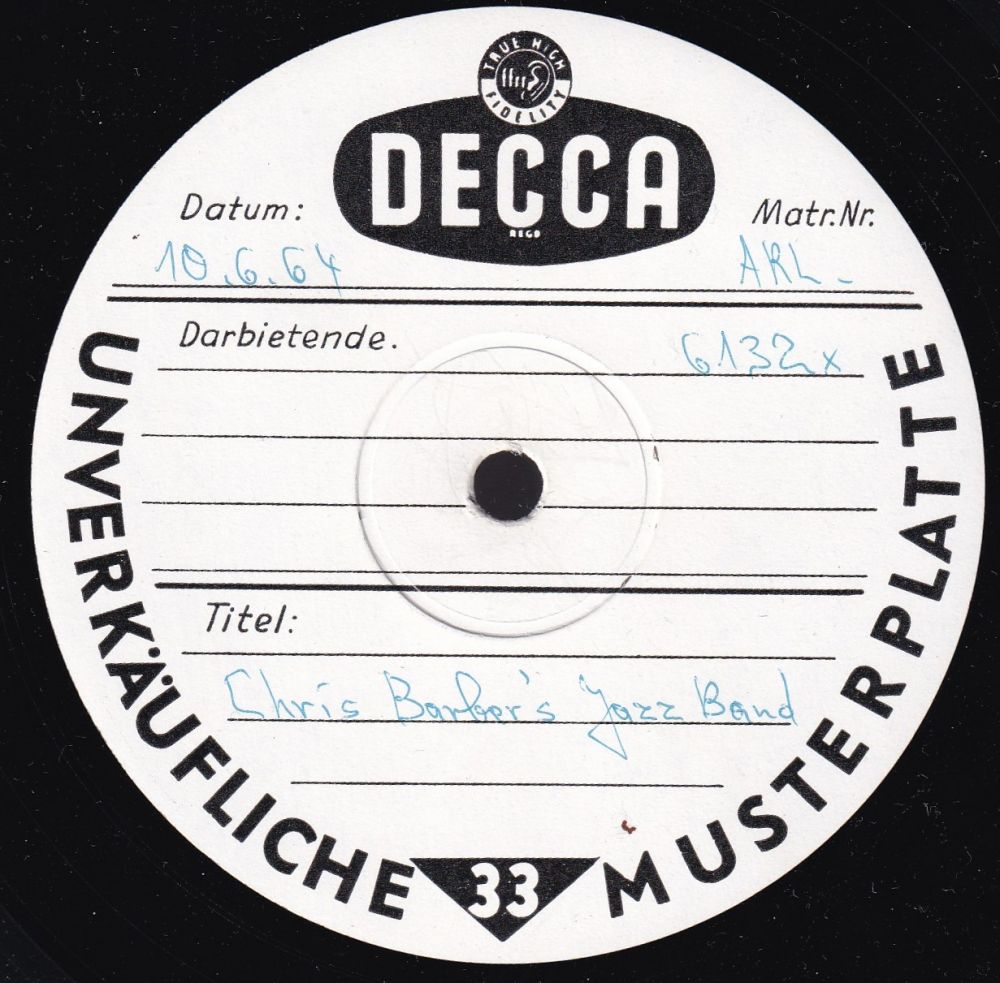 TRUE HIGH FIDELITY
DECCA
REGD
Datum:
Matr.Nr.
10.6.64
ARL-
Darbietende.
6132x
Titel:
Chris Barber's Jazz Band
UNVERKÄUFLICHE
33
MUSTERPLATTE